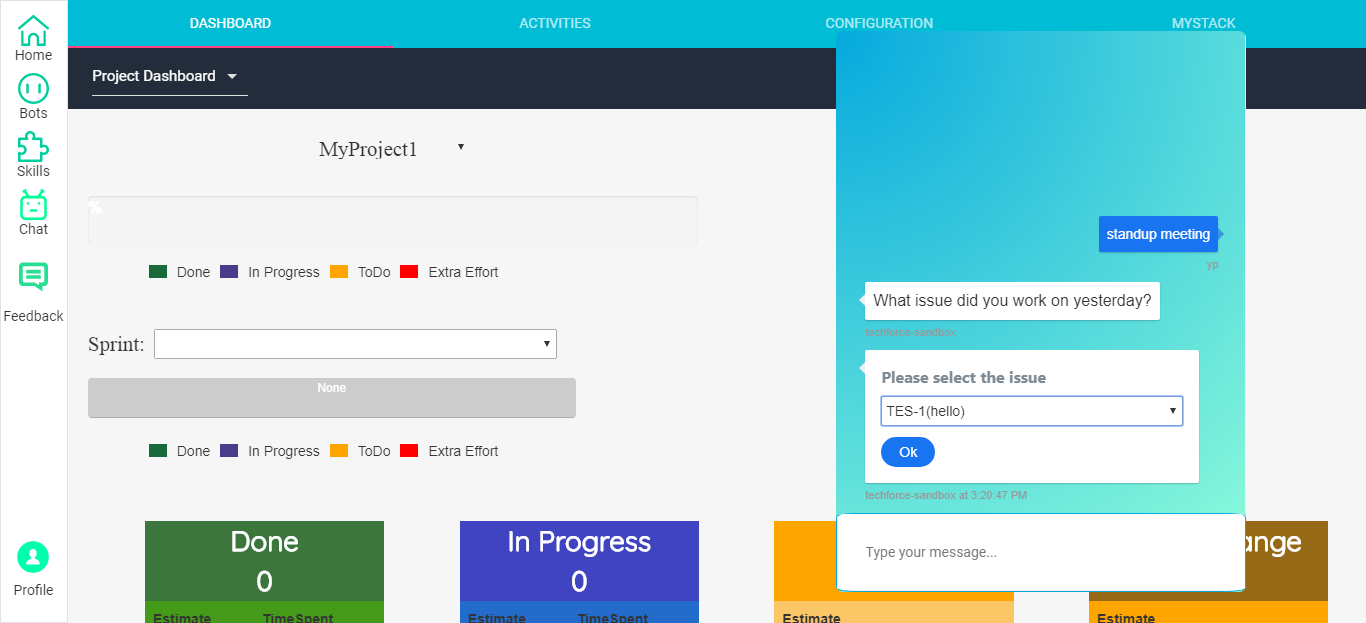 DASHBOARD ACTIVITIES CONFIGURATION MYSTACK
Home
Bots
Skills
Chat
Feedback
Profile
Project Dashboard
MyProject1
%
Done In Progress ToDo Extra Effort
Sprint:
None
Done In Progress ToDo Extra Effort
Done
0
Estimate TimeSpent
In Progress
0
Estimate TimeSpent
Estimate
ange
Estimate
standup meeting
yp
What issue did you work on yesterday?
techforce-sandbox
Please select the issue
TES-1(hello)
Ok
techforce-sandbox at 3:20:47 PM
Type your message...